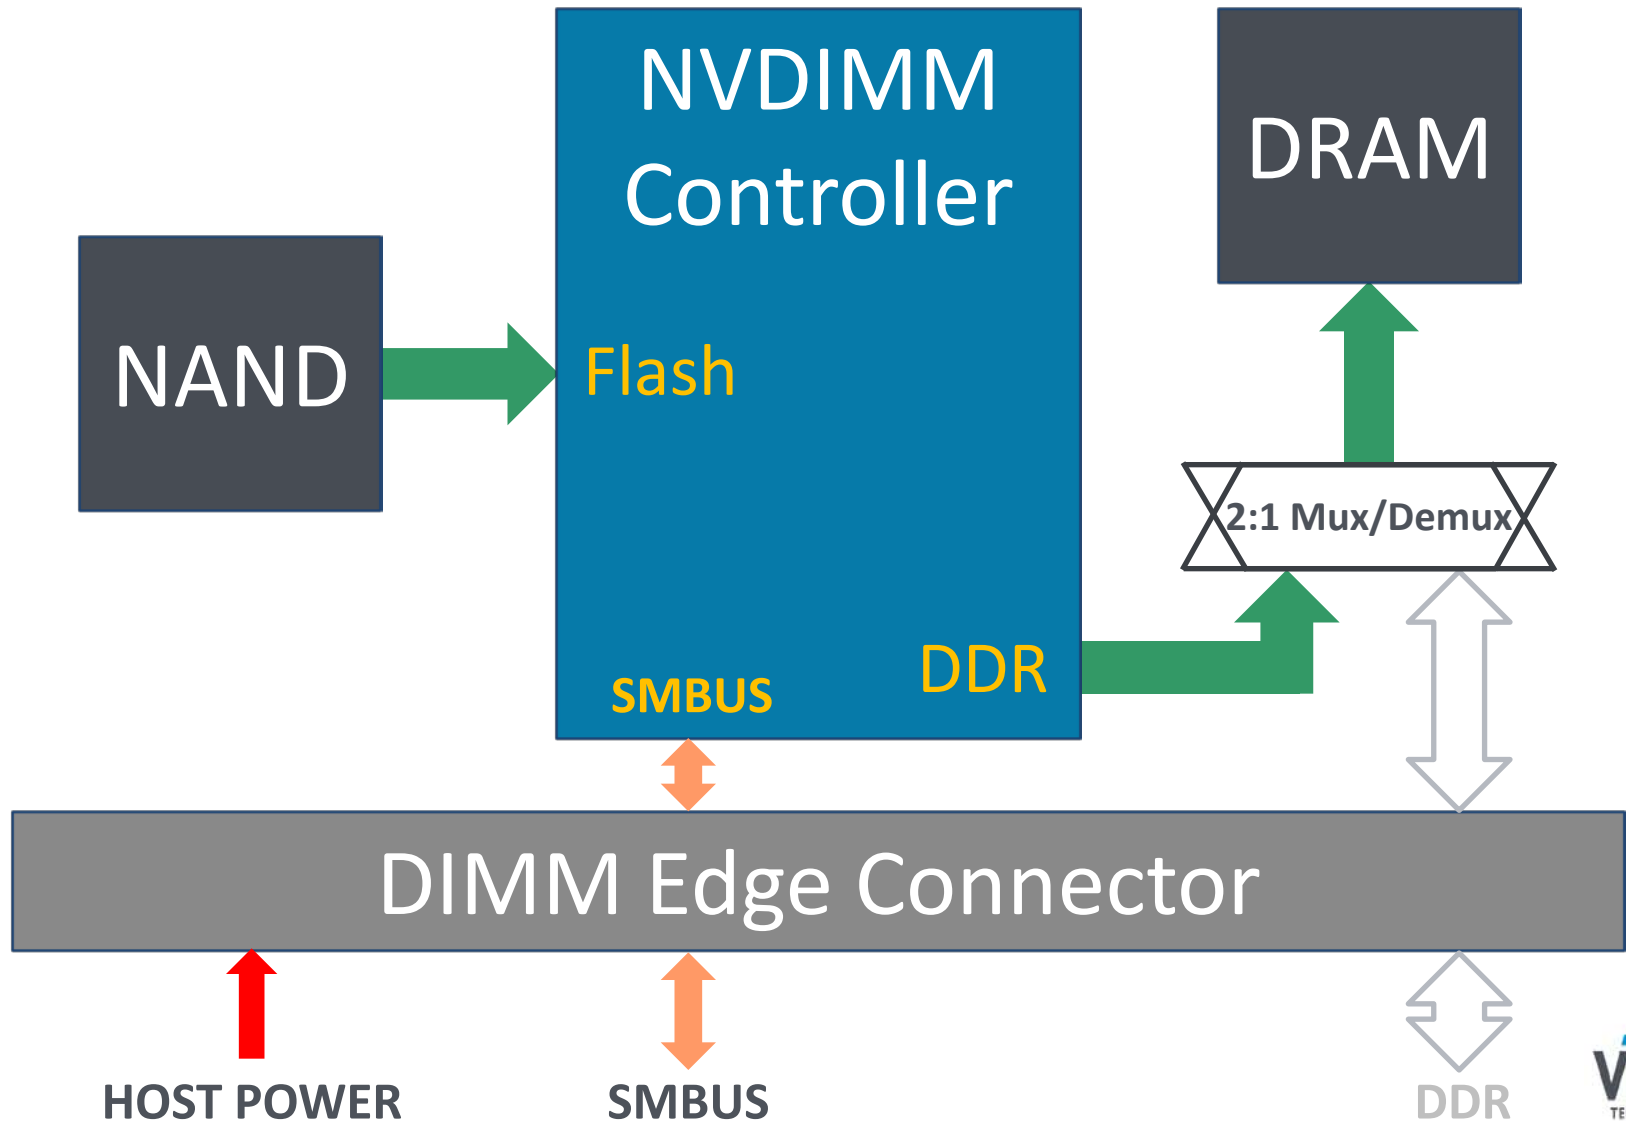 NVDIMM
Controller
DRAM
NAND
Flash
2:1 Mux/Demux
DDR
SMBUS
DIMM Edge Connector
HOST POWER
SMBUS
DDR